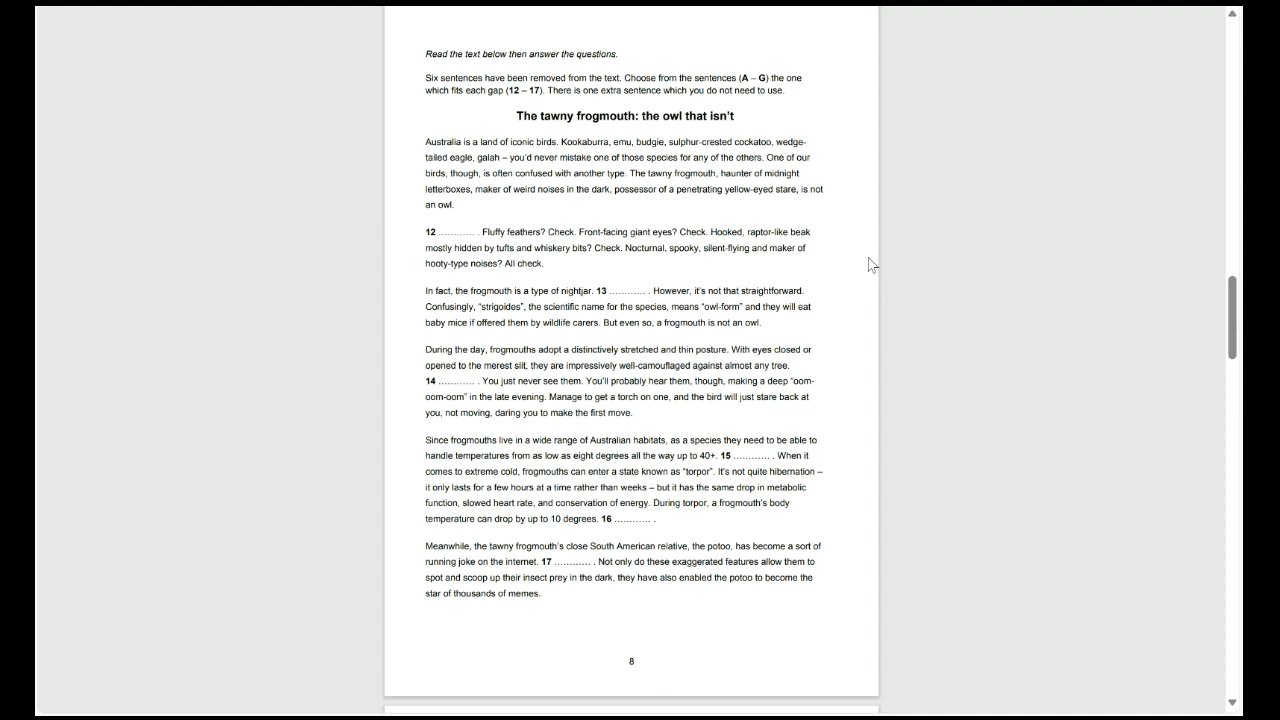 Read the text below then answer the questions.
Six sentences have been removed from the text. Choose from the sentences (A – G) the one
which fits each gap (12 – 17). There is one extra sentence which you do not need to use.
The tawny frogmouth: the owl that isn't
Australia is a land of iconic birds. Kookaburra, emu, budgie, sulphur-crested cockatoo, wedge-
tailed eagle, galah – you'd never mistake one of those species for any of the others. One of our
birds, though, is often confused with another type. The tawny frogmouth, haunter of midnight
letterboxes, maker of weird noises in the dark, possessor of a penetrating yellow-eyed stare, is not
an owl.
12 ............ . Fluffy feathers? Check. Front-facing giant eyes? Check. Hooked, raptor-like beak
mostly hidden by tufts and whiskery bits? Check. Nocturnal, spooky, silent-flying and maker of
hooty-type noises? All check.
In fact, the frogmouth is a type of nightjar. 13 ............ . However, it's not that straightforward.
Confusingly, "strigoides", the scientific name for the species, means "owl-form" and they will eat
baby mice if offered them by wildlife carers. But even so, a frogmouth is not an owl.
During the day, frogmouths adopt a distinctively stretched and thin posture. With eyes closed or
opened to the merest slit, they are impressively well-camouflaged against almost any tree.
14 ............ . You just never see them. You'll probably hear them, though, making a deep "oom-
oom-oom" in the late evening. Manage to get a torch on one, and the bird will just stare back at
you, not moving, daring you to make the first move.
Since frogmouths live in a wide range of Australian habitats, as a species they need to be able to
handle temperatures from as low as eight degrees all the way up to 40+. 15 ............ . When it
comes to extreme cold, frogmouths can enter a state known as "torpor". It's not quite hibernation –
it only lasts for a few hours at a time rather than weeks – but it has the same drop in metabolic
function, slowed heart rate, and conservation of energy. During torpor, a frogmouth's body
temperature can drop by up to 10 degrees. 16 ............ .
Meanwhile, the tawny frogmouth's close South American relative, the potoo, has become a sort of
running joke on the internet. 17 ............ . Not only do these exaggerated features allow them to
spot and scoop up their insect prey in the dark, they have also enabled the potoo to become the
star of thousands of memes.
8